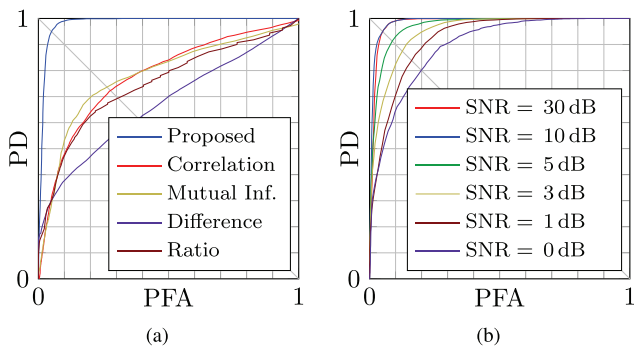 1
PD
0
0
PFA
1
Proposed
Correlation
Mutual Inf.
Difference
Ratio
(a)
1
PD
0
0
PFA
1
SNR = 30 dB
SNR = 10 dB
SNR = 5 dB
SNR = 3 dB
SNR = 1 dB
SNR = 0 dB
(b)